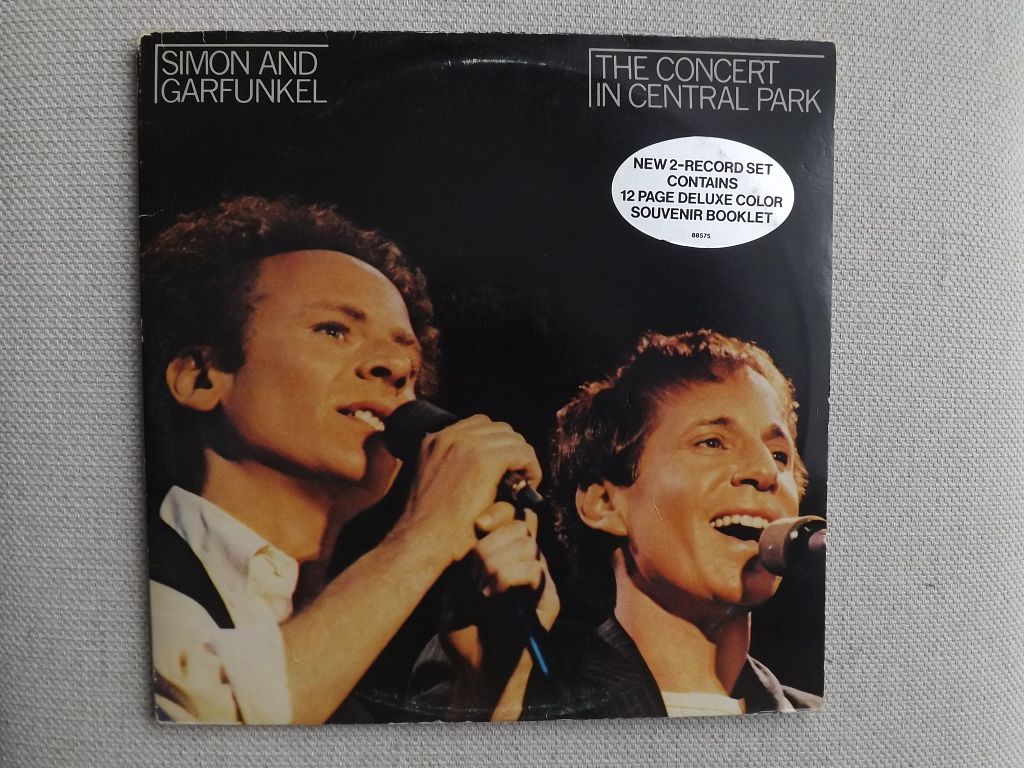 SIMON AND
GARFUNKEL
THE CONCERT
IN CENTRAL PARK
NEW 2-RECORD SET
CONTAINS
12 PAGE DELUXE COLOR
SOUVENIR BOOKLET
88575